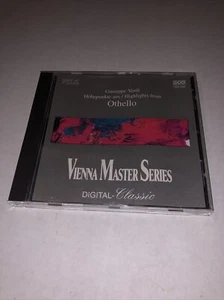 Giuseppe Verdi
Höhepunkte aus / Highlights from
Othello
VIENNA MASTER SERIES
DIGITAL-Classic